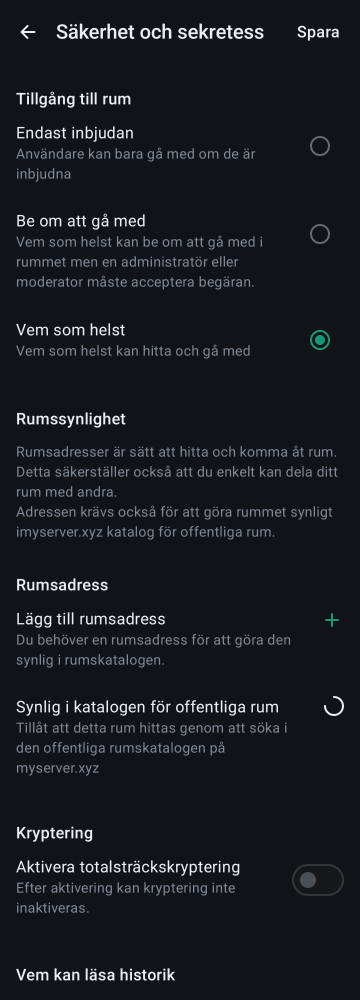 Säkerhet och sekretess
Spara
Tillgång till rum
Endast inbjudan
Användare kan bara gå med om de är
inbjudna
Be om att gå med
Vem som helst kan be om att gå med i
rummet men en administratör eller
moderator måste acceptera begäran.
Vem som helst
Vem som helst kan hitta och gå med
Rumssynlighet
Rumsadresser är sätt att hitta och komma åt rum.
Detta säkerställer också att du enkelt kan dela ditt
rum med andra.
Adressen krävs också för att göra rummet synligt
imyserver.xyz katalog för offentliga rum.
Rumsadress
Lägg till rumsadress
Du behöver en rumsadress för att göra den
synlig i rumskatalogen.
Synlig i katalogen för offentliga rum
Tillåt att detta rum hittas genom att söka i
den offentliga rumskatalogen på
myserver.xyz
Kryptering
Aktivera totalsträckskryptering
Efter aktivering kan kryptering inte
inaktiveras.
Vem kan läsa historik